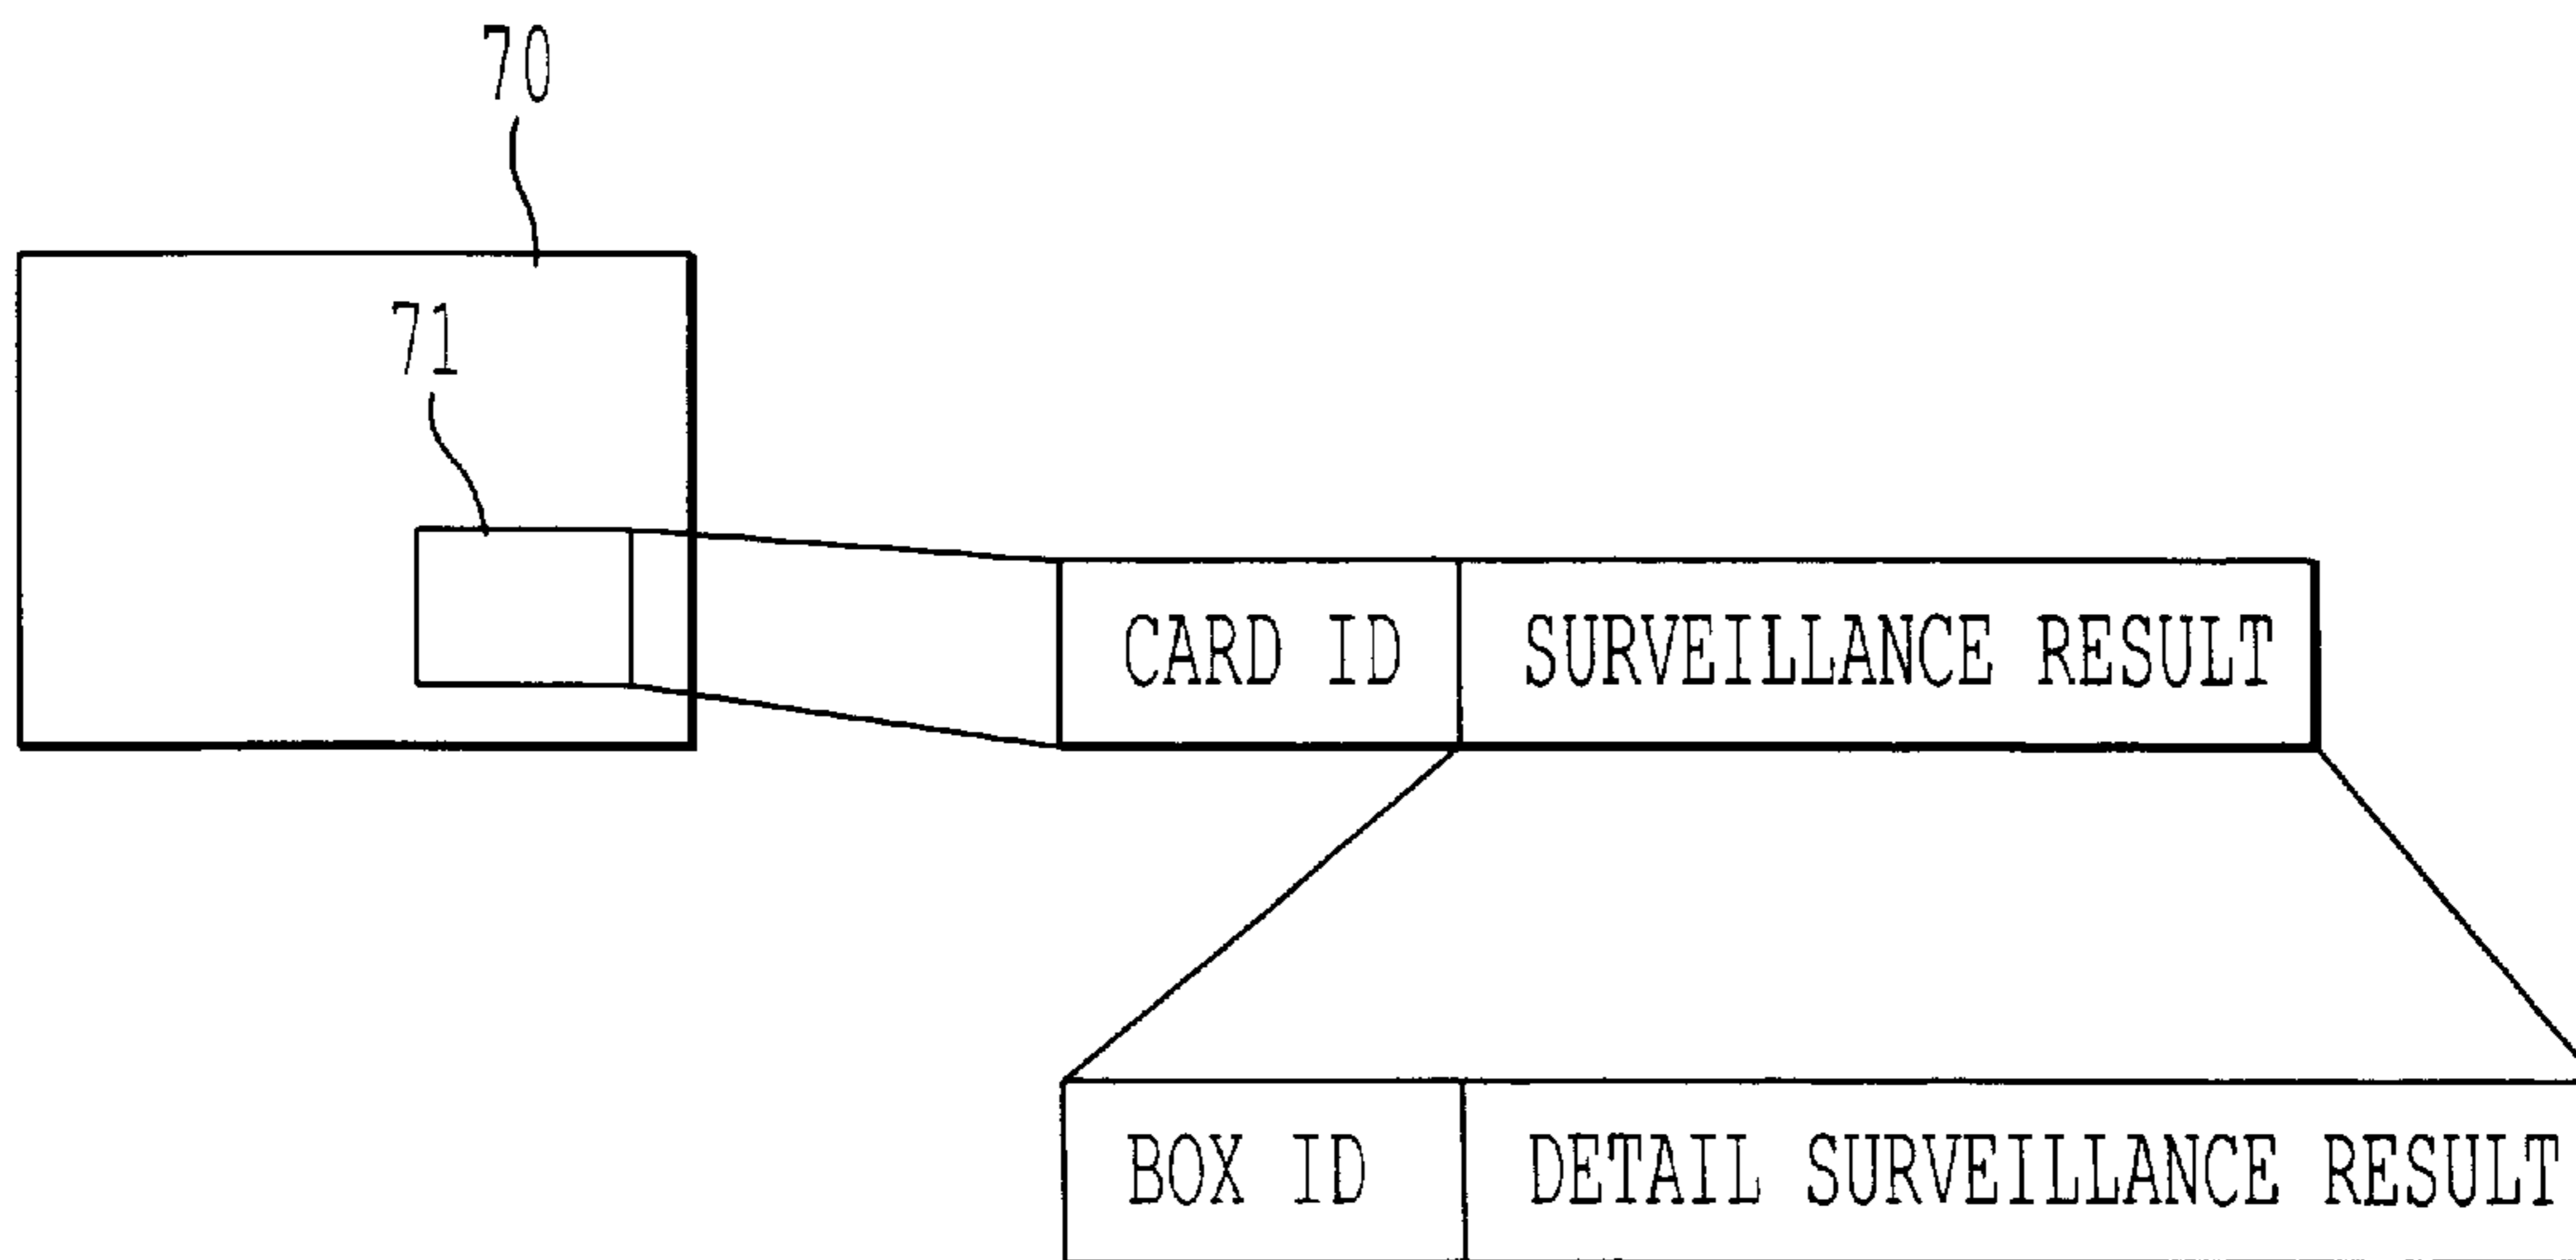 70
71
CARD ID SURVEILLANCE RESULT
BOX ID DETAIL SURVEILLANCE RESULT